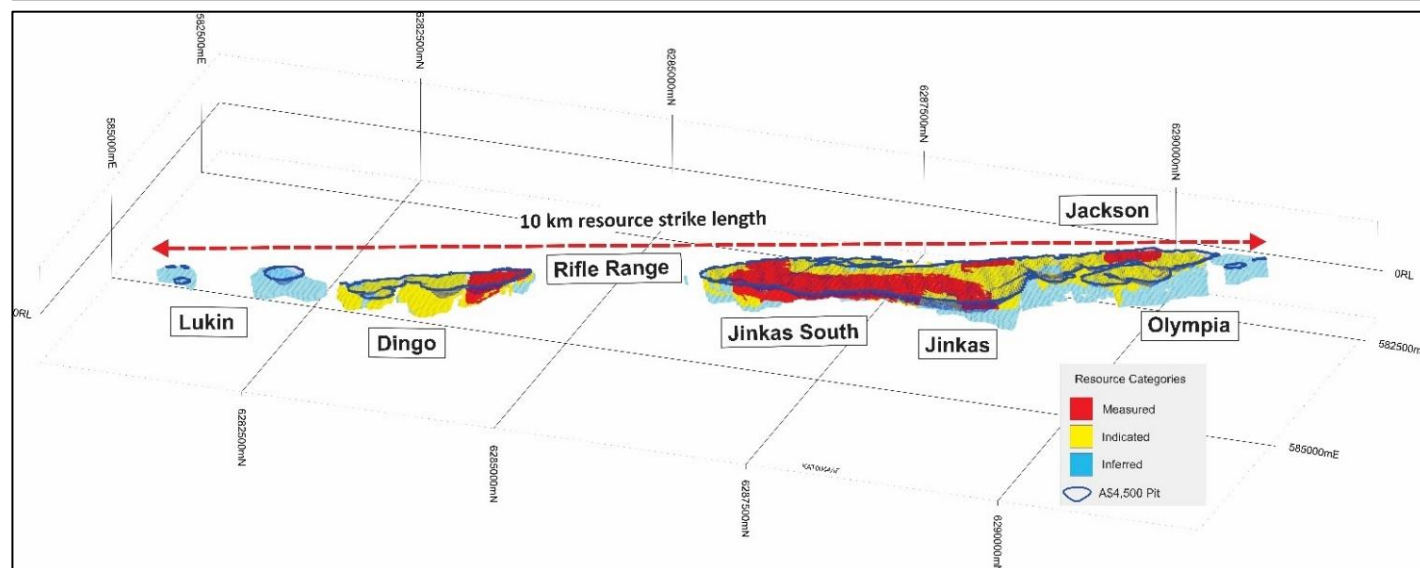 582500mE
6282500mN
585000mE
6285000mN
6287500mN
6290000mN
Jackson
10 km resource strike length
Rifle Range
0RL
0RL
Lukin
Dingo
Jinkas South
Jinkas
Olympia
582500mE
Resource Categories
Measured
Indicated
Inferred
A$4,500 Pit
585000mE
6282500mN
6285000mN
6287500mN
6290000mN